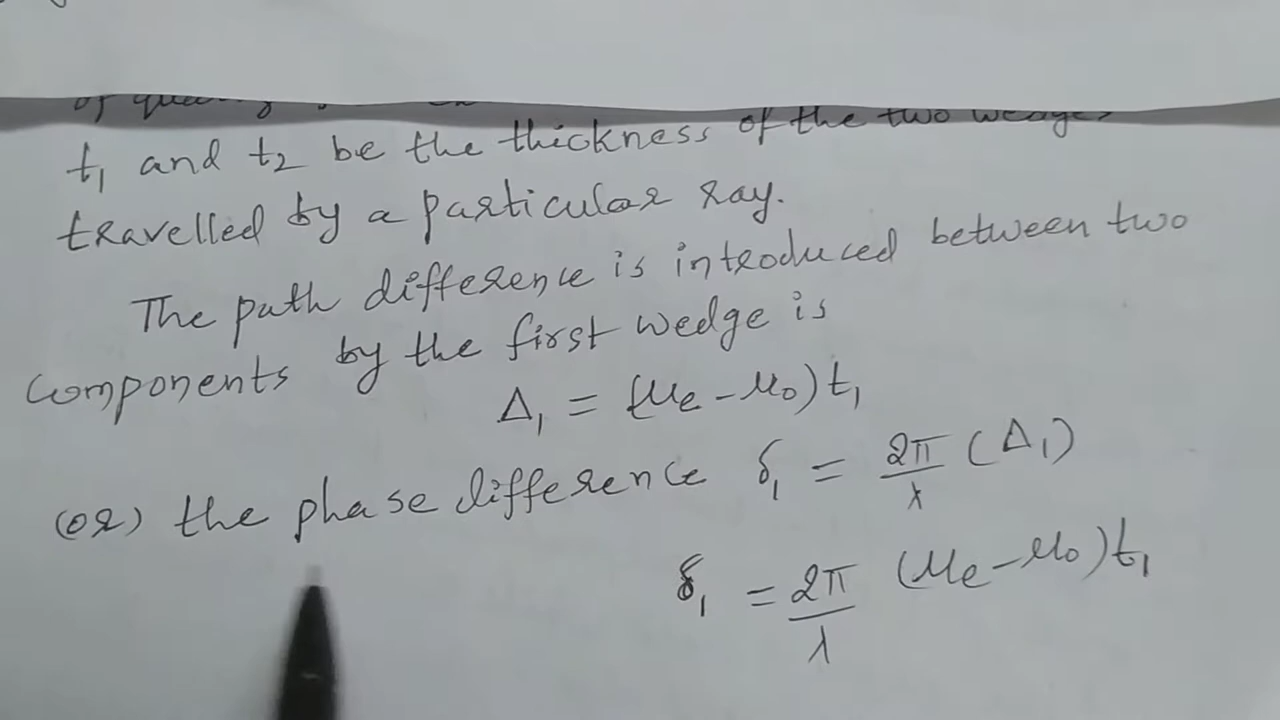 t₁ and t₂ be the thickness of the two wedges
travelled by a particular ray.
The path difference is introduced between two
components by the first wedge is
Δ₁ = (μe - μo) t₁
(or) the phase difference δ₁ = 2π/λ (Δ₁)
δ₁ = 2π/λ (μe - μo) t₁